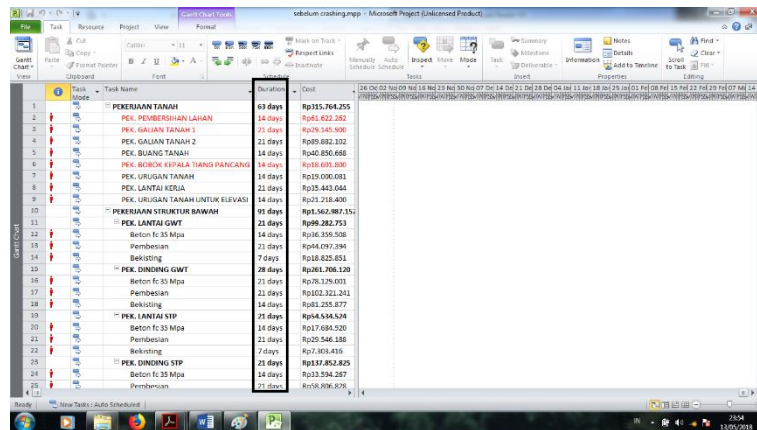 Gantt Chart Tools
sebelum crashing.mpp - Microsoft Project (Unlicensed Product)
File Task Resource Project View Format
Gantt Chart
Paste
Cut
Copy
Format Painter
Calibri 11
B I U
Mark on Track
Respect Links
Inactivate
Manually Schedule
Auto Schedule
Inspect Move Mode
Task
Summary
Milestone
Deliverable
Information
Notes
Details
Add to Timeline
Scroll to Task
Find
Clear
Fill
View Clipboard Font Schedule Tasks Insert Properties Editing
Task Mode Task Name Duration Cost
1 PEKERJAAN TANAH 63 days Rp315.764.255
2 PEK. PEMBERSIHAN LAHAN 14 days Rp61.622.262
3 PEK. GALIAN TANAH 1 21 days Rp29.145.900
4 PEK. GALIAN TANAH 2 21 days Rp89.882.102
5 PEK. BUANG TANAH 14 days Rp40.850.668
6 PEK. BOBOK KEPALA TIANG PANCANG 14 days Rp18.601.800
7 PEK. URUGAN TANAH 14 days Rp19.000.081
8 PEK. LANTAI KERJA 21 days Rp35.443.044
9 PEK. URUGAN TANAH UNTUK ELEVASI 14 days Rp21.218.400
10 PEKERJAAN STRUKTUR BAWAH 91 days Rp1.562.987.152
11 PEK. LANTAI GWT 21 days Rp99.282.753
12 Beton fc 35 Mpa 14 days Rp36.359.508
13 Pembesian 21 days Rp44.097.394
14 Bekisting 7 days Rp18.825.851
15 PEK. DINDING GWT 28 days Rp261.706.120
16 Beton fc 35 Mpa 21 days Rp78.129.001
17 Pembesian 21 days Rp102.321.241
18 Bekisting 14 days Rp81.255.877
19 PEK. LANTAI STP 21 days Rp54.534.524
20 Beton fc 35 Mpa 14 days Rp17.684.920
21 Pembesian 21 days Rp29.546.188
22 Bekisting 7 days Rp7.303.416
23 PEK. DINDING STP 21 days Rp137.852.825
24 Beton fc 35 Mpa 14 days Rp33.594.267
25 Pembesian 21 days Rp58.806.828
Gantt Chart
Ready New Tasks : Auto Scheduled
IN
23:54
13/05/2018